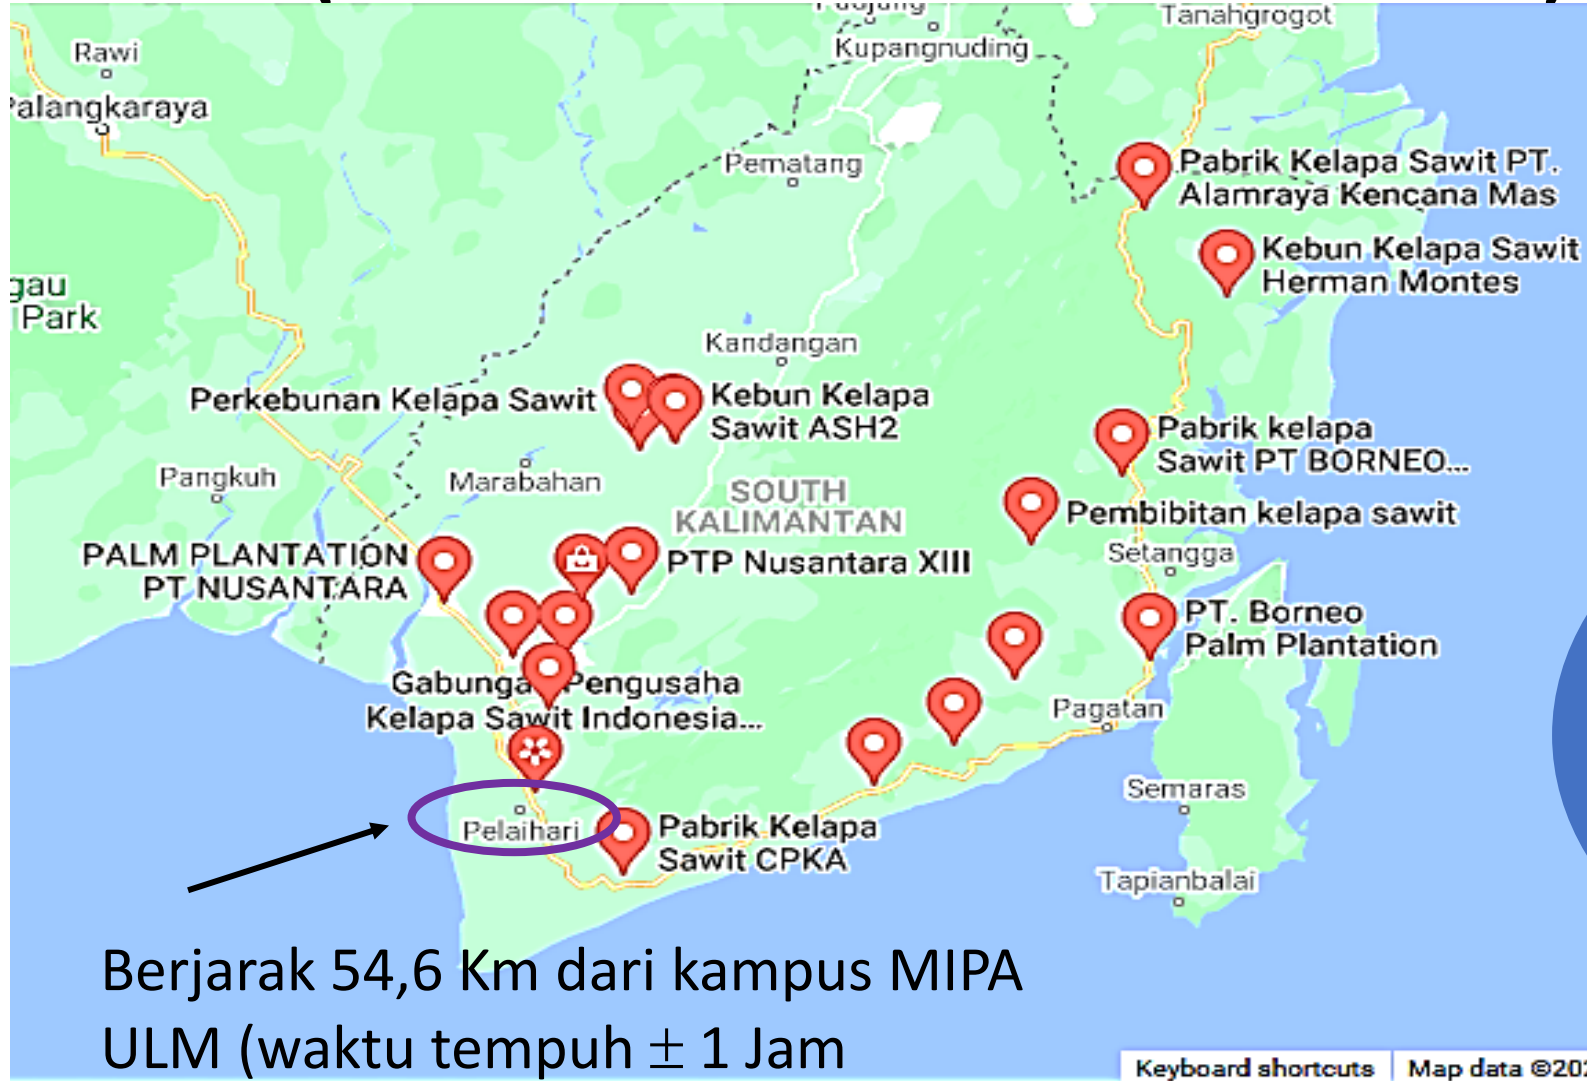 Tanahgrogot
Rawi
Kupangnuding
Palangkaraya
Pematang
Pabrik Kelapa Sawit PT.
Alamraya Kencana Mas
Kebun Kelapa Sawit
Herman Montes
gau
Park
Kandangan
Perkebunan Kelapa Sawit
Kebun Kelapa
Sawit ASH2
Pabrik kelapa
Sawit PT BORNEO...
Pangkuh
Marabahan
SOUTH
KALIMANTAN
Pembibitan kelapa sawit
Setangga
PALM PLANTATION
PT NUSANTARA
PTP Nusantara XIII
PT. Borneo
Palm Plantation
Gabunga Pengusaha
Kelapa Sawit Indonesia...
Pagatan
Semaras
Pelaihari
Pabrik Kelapa
Sawit CPKA
Tapianbalai
Berjarak 54,6 Km dari kampus MIPA
ULM (waktu tempuh ± 1 Jam
Keyboard shortcuts
Map data ©202